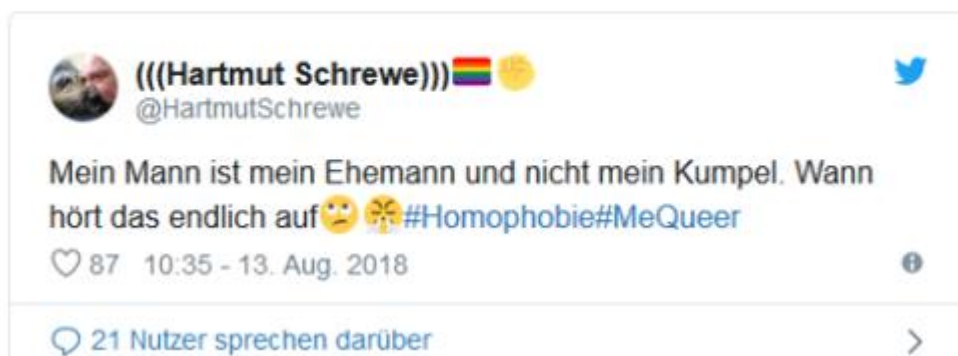 (((Hartmut Schrewe)))🏳️‍🌈✊
@HartmutSchrewe
Mein Mann ist mein Ehemann und nicht mein Kumpel. Wann
hört das endlich auf🙄😤#Homophobie#MeQueer
87 10:35 - 13. Aug. 2018
21 Nutzer sprechen darüber